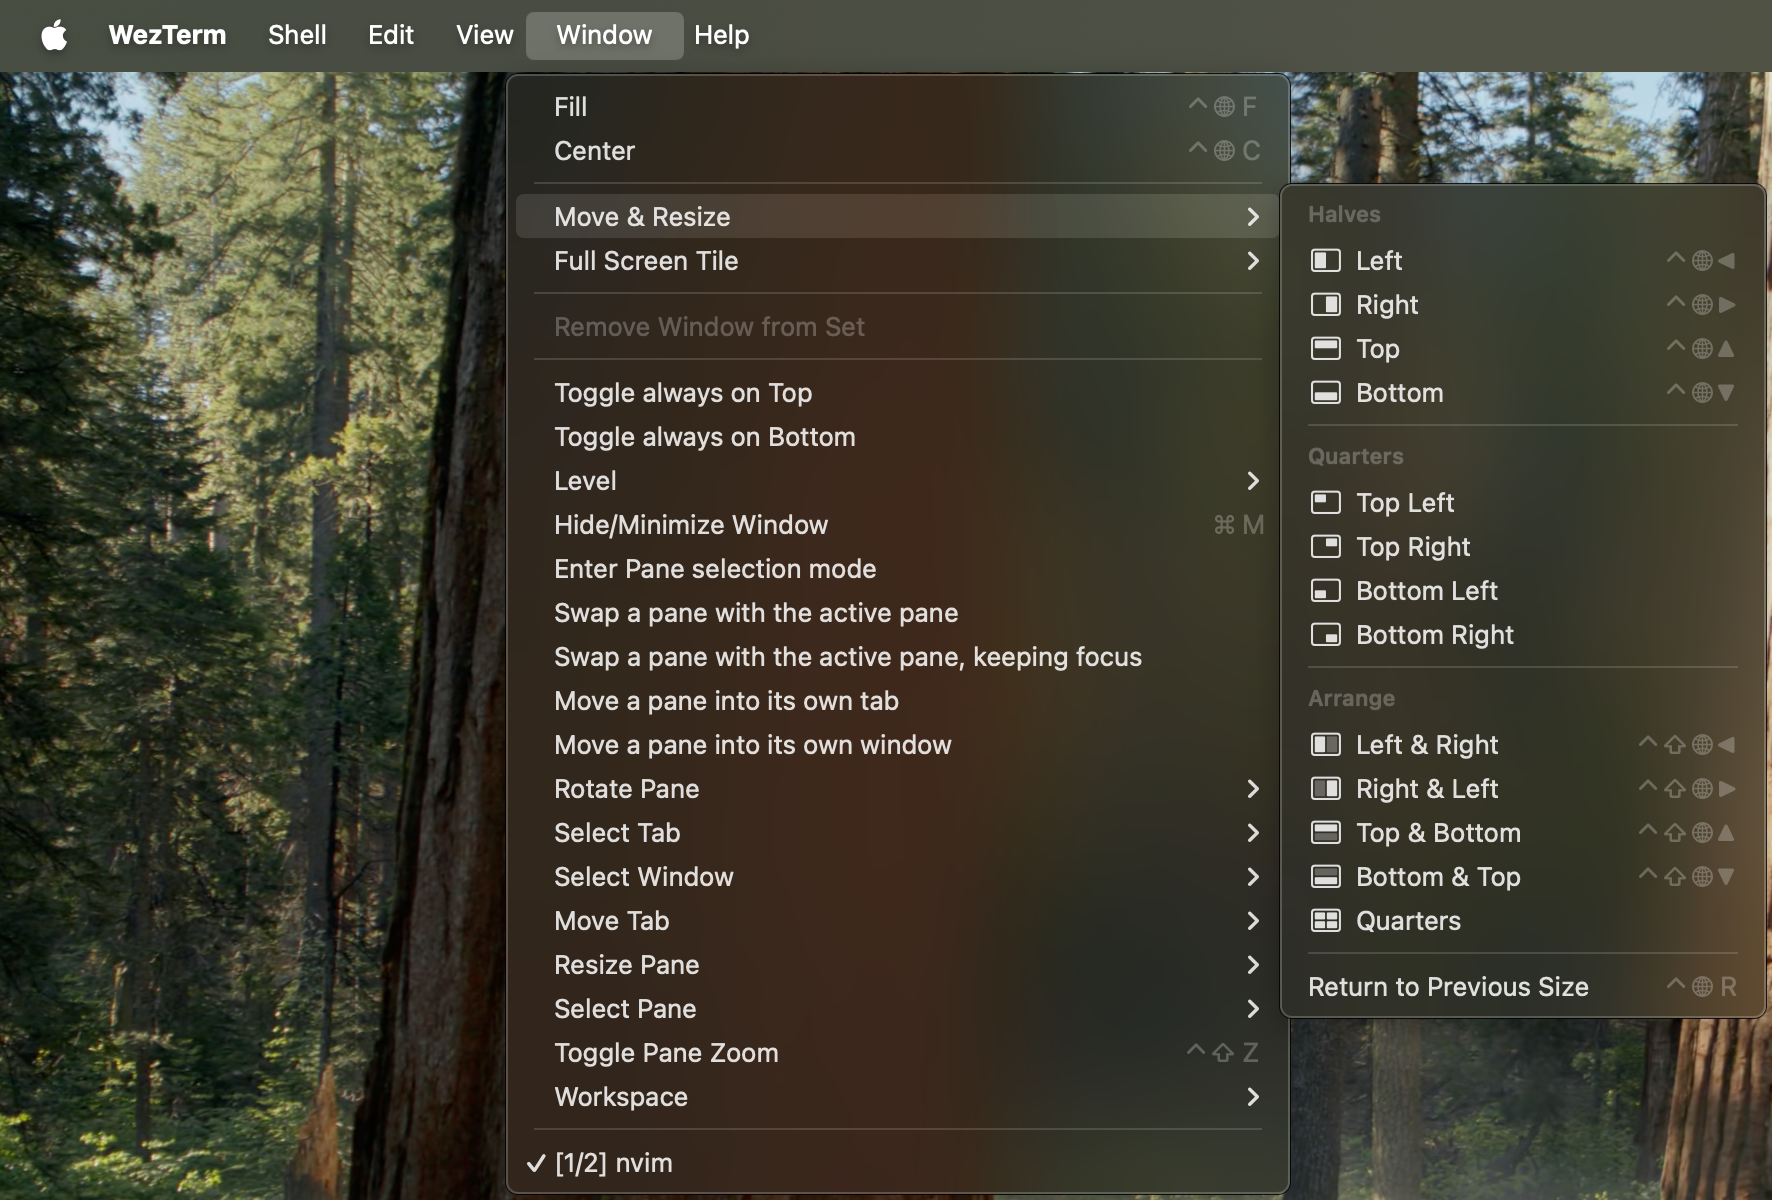 WezTerm Shell Edit View Window Help
Fill ^ 🌐 F
Center ^ 🌐 C
Move & Resize
Full Screen Tile
Remove Window from Set
Toggle always on Top
Toggle always on Bottom
Level
Hide/Minimize Window ⌘ M
Enter Pane selection mode
Swap a pane with the active pane
Swap a pane with the active pane, keeping focus
Move a pane into its own tab
Move a pane into its own window
Rotate Pane
Select Tab
Select Window
Move Tab
Resize Pane
Select Pane
Toggle Pane Zoom ^ ⇧ Z
Workspace
✓ [1/2] nvim
Halves
Left ^ 🌐 ◀
Right ^ 🌐 ▶
Top ^ 🌐 ▲
Bottom ^ 🌐 ▼
Quarters
Top Left
Top Right
Bottom Left
Bottom Right
Arrange
Left & Right ^ ⇧ 🌐 ◀
Right & Left ^ ⇧ 🌐 ▶
Top & Bottom ^ ⇧ 🌐 ▲
Bottom & Top ^ ⇧ 🌐 ▼
Quarters
Return to Previous Size ^ 🌐 R